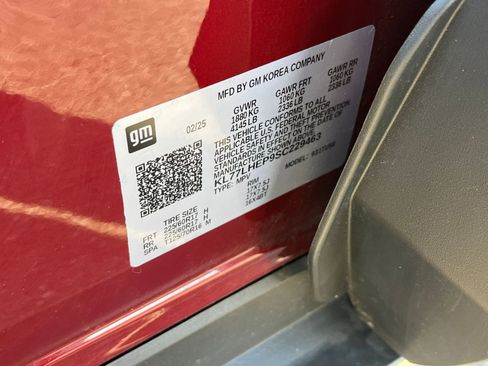 gm
02/25
MFD BY GM KOREA COMPANY
GVWR GAWR FRT GAWR RR
1880 KG 1060 KG 1060 KG
4145 LB 2336 LB 2336 LB
THIS VEHICLE CONFORMS TO ALL APPLICABLE
U.S. FEDERAL MOTOR VEHICLE SAFETY,
BUMPER, AND THEFT PREVENTION
STANDARDS IN EFFECT ON THE DATE OF
MANUFACTURE SHOWN ABOVE.
KL77LHEP9SC229463
TYPE: MPV
TIRE SIZE RIM
FRT 225/60R17 H 17X7.5J
RR 225/60R17 H 17X7.5J
SPA T125/70R16 M 16X4BT